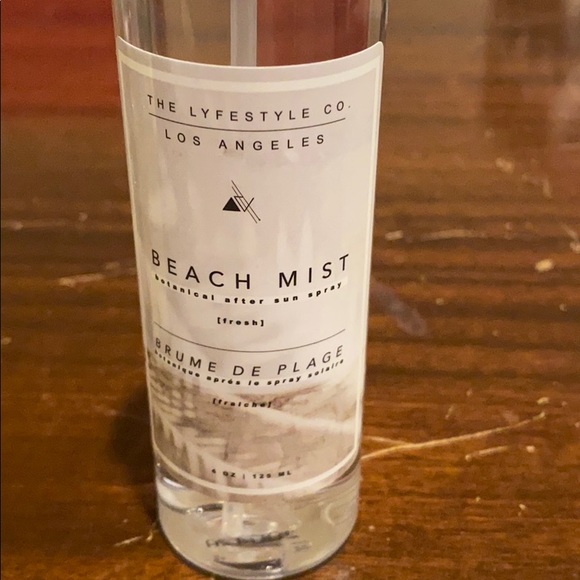 THE LYFESTYLE CO.
LOS ANGELES
BEACH MIST
botanical after sun spray
[fresh]
BRUME DE PLAGE
botanique après le spray solaire
[fraîche]
4 OZ | 125 ML